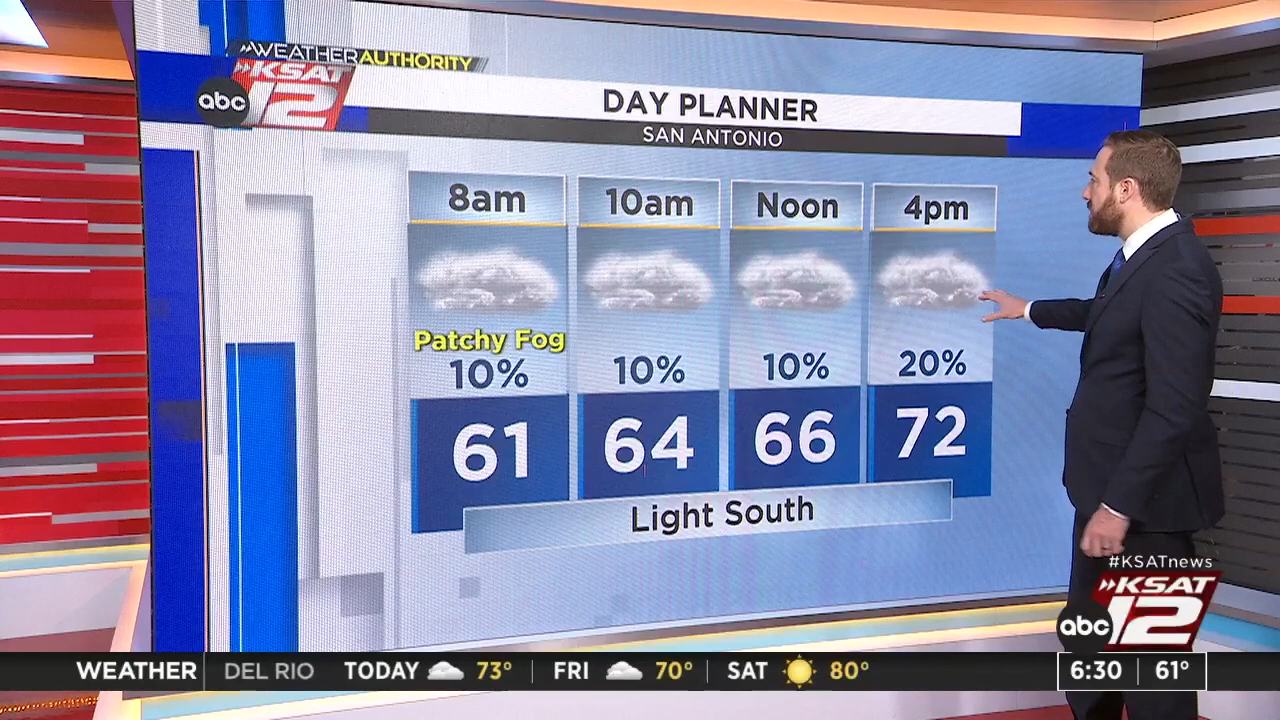 »WEATHERAUTHORITY
»KSAT
abc 12
DAY PLANNER
SAN ANTONIO
8am 10am Noon 4pm
Patchy Fog
10% 10% 10% 20%
61 64 66 72
Light South
#KSATnews
»KSAT
abc 12
WEATHER DEL RIO TODAY 73° FRI 70° SAT 80° 6:30 61°